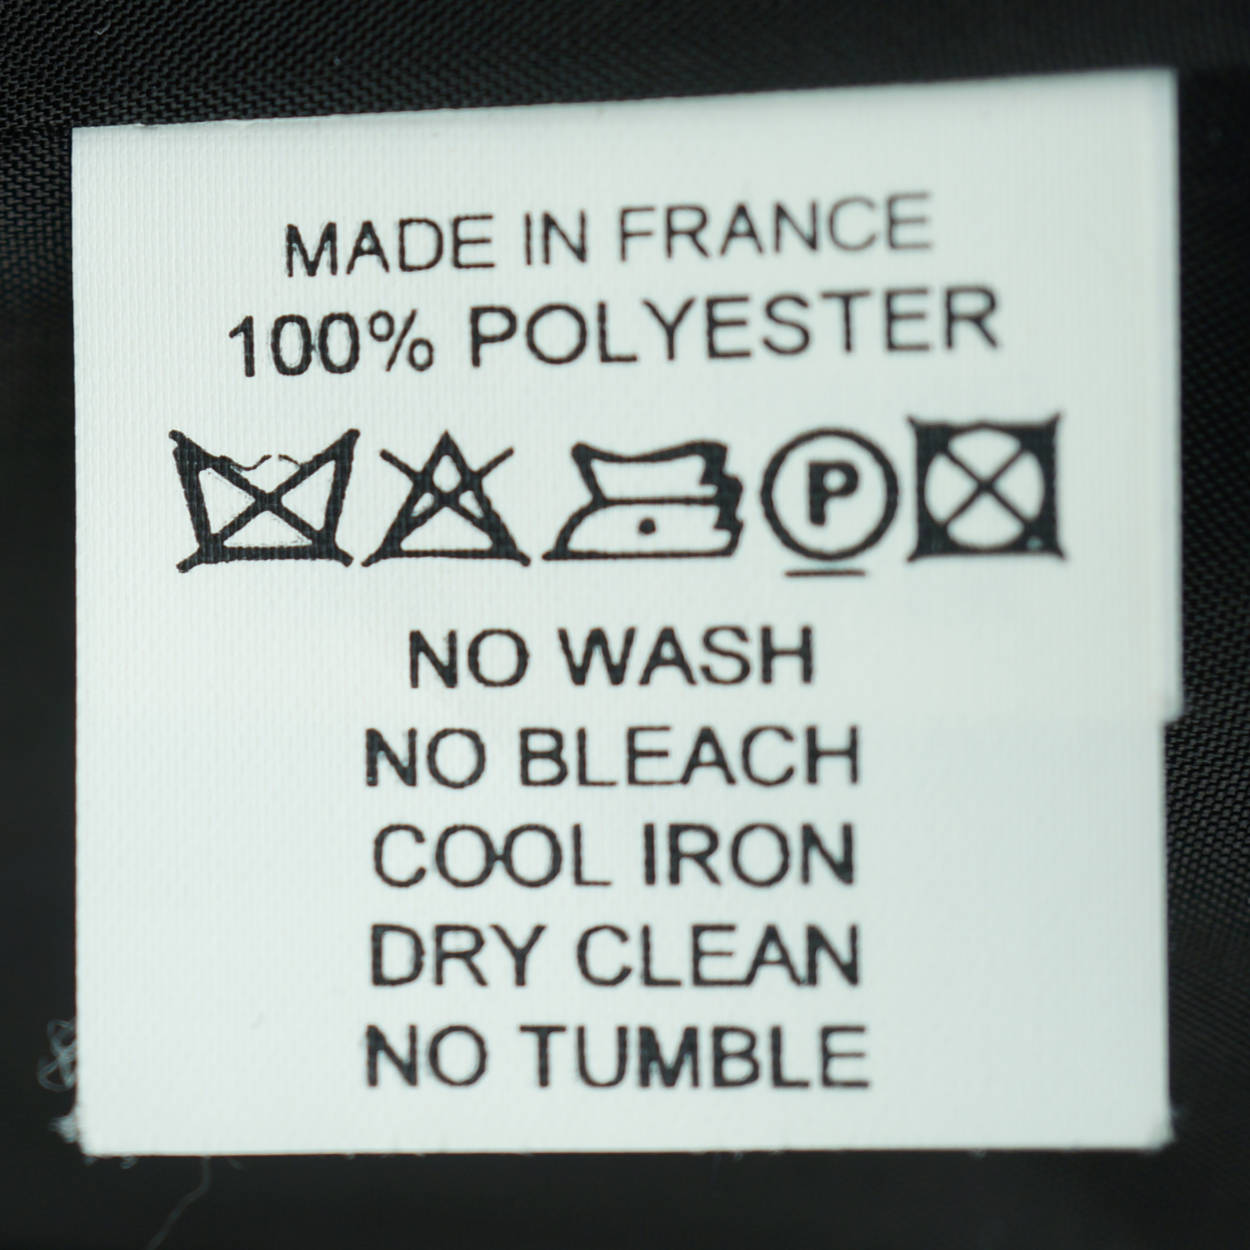 MADE IN FRANCE
100% POLYESTER
P
NO WASH
NO BLEACH
COOL IRON
DRY CLEAN
NO TUMBLE